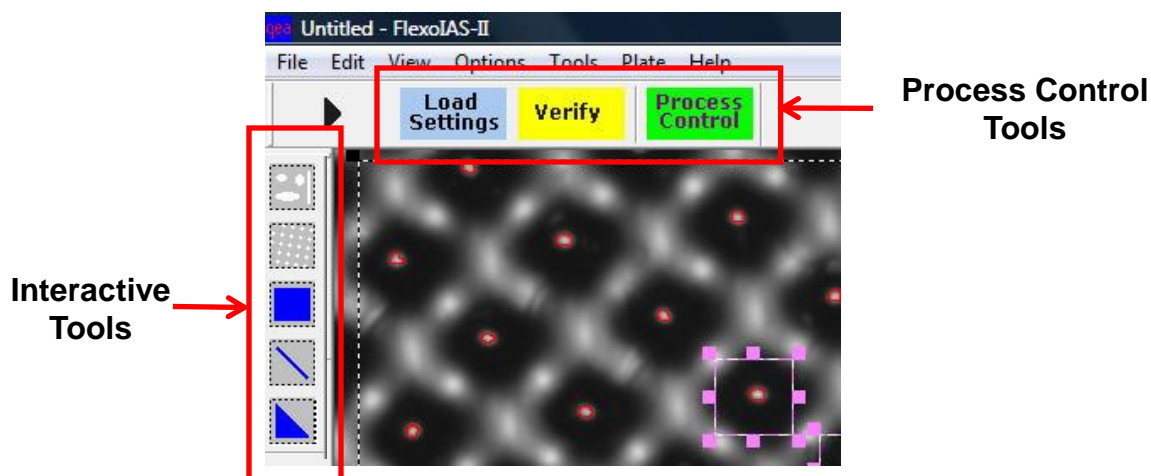 qea Untitled - FlexoIAS-II
File Edit View Options Tools Plate Help
Load
Settings
Verify
Process
Control
Process Control
Tools
Interactive
Tools